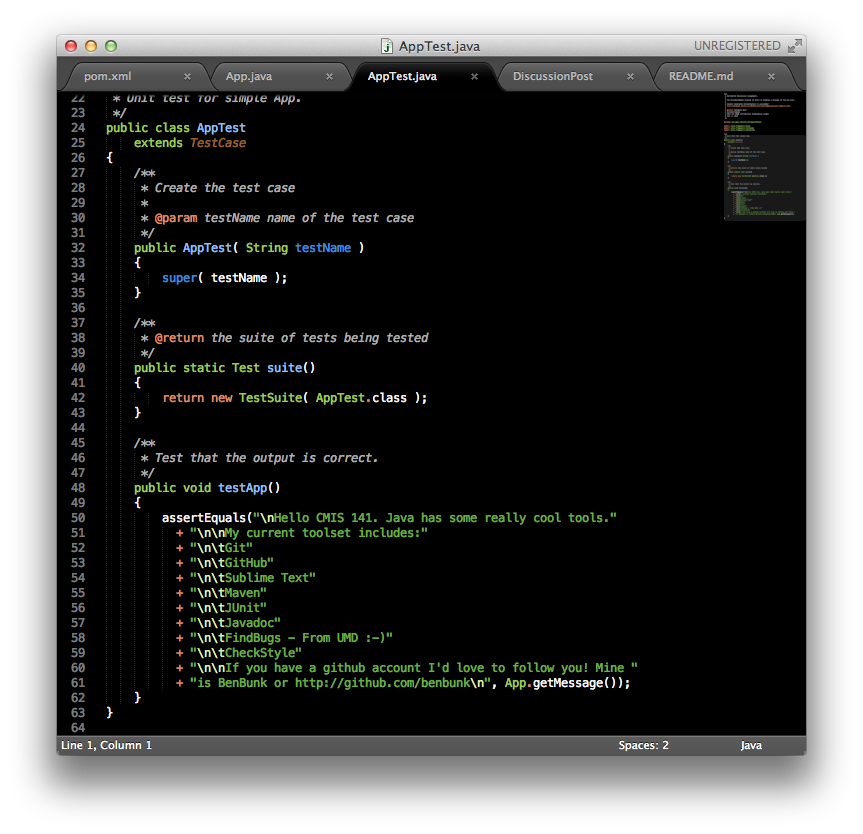 AppTest.java
UNREGISTERED
pom.xml × App.java × AppTest.java × DiscussionPost × README.md ×
22 * Unit test for simple App.
23 */
24 public class AppTest
25 extends TestCase
26 {
27 /**
28 * Create the test case
29 *
30 * @param testName name of the test case
31 */
32 public AppTest( String testName )
33 {
34 super( testName );
35 }
36
37 /**
38 * @return the suite of tests being tested
39 */
40 public static Test suite()
41 {
42 return new TestSuite( AppTest.class );
43 }
44
45 /**
46 * Test that the output is correct.
47 */
48 public void testApp()
49 {
50 assertEquals("\nHello CMIS 141. Java has some really cool tools."
51 + "\n\nMy current toolset includes:"
52 + "\n\tGit"
53 + "\n\tGitHub"
54 + "\n\tSublime Text"
55 + "\n\tMaven"
56 + "\n\tJUnit"
57 + "\n\tJavadoc"
58 + "\n\tFindBugs - From UMD :-)"
59 + "\n\tCheckStyle"
60 + "\n\nIf you have a github account I'd love to follow you! Mine "
61 + "is BenBunk or http://github.com/benbunk\n", App.getMessage());
62 }
63 }
64
Line 1, Column 1
Spaces: 2
Java